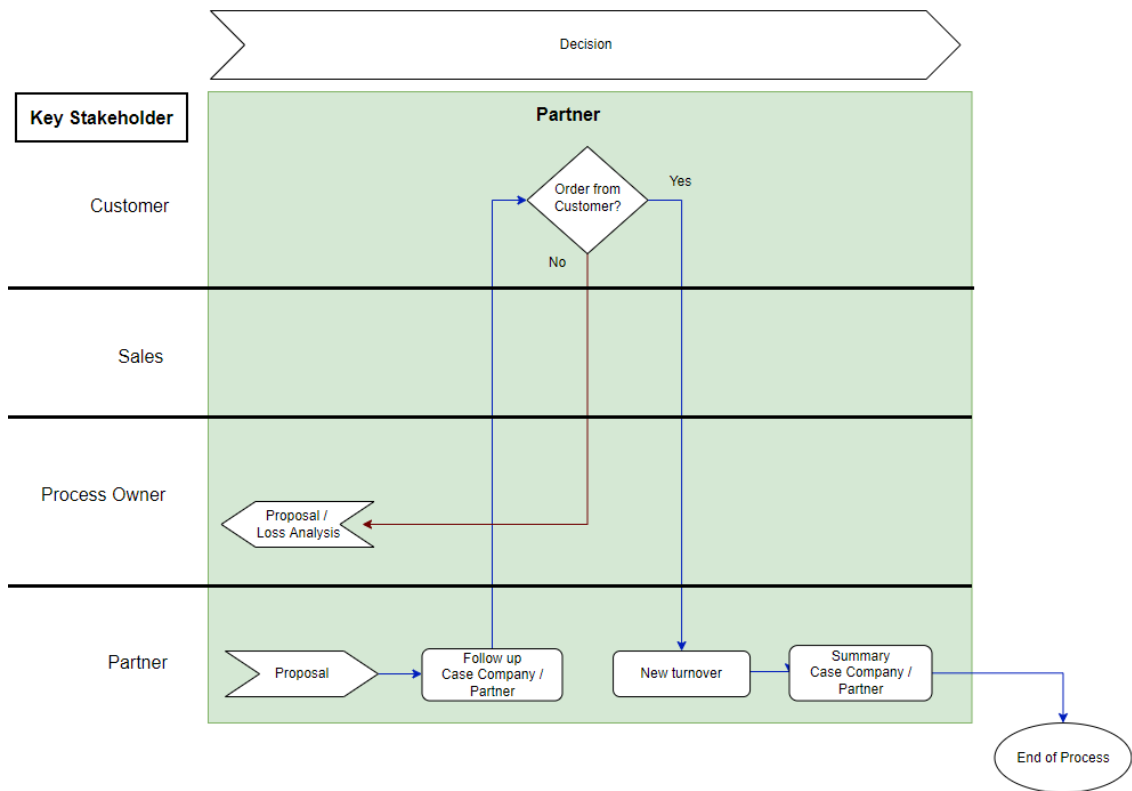 Decision
Key Stakeholder
Partner
Customer
Order from
Customer?
Yes
No
Sales
Process Owner
Proposal /
Loss Analysis
Partner
Proposal
Follow up
Case Company /
Partner
New turnover
Summary
Case Company /
Partner
End of Process